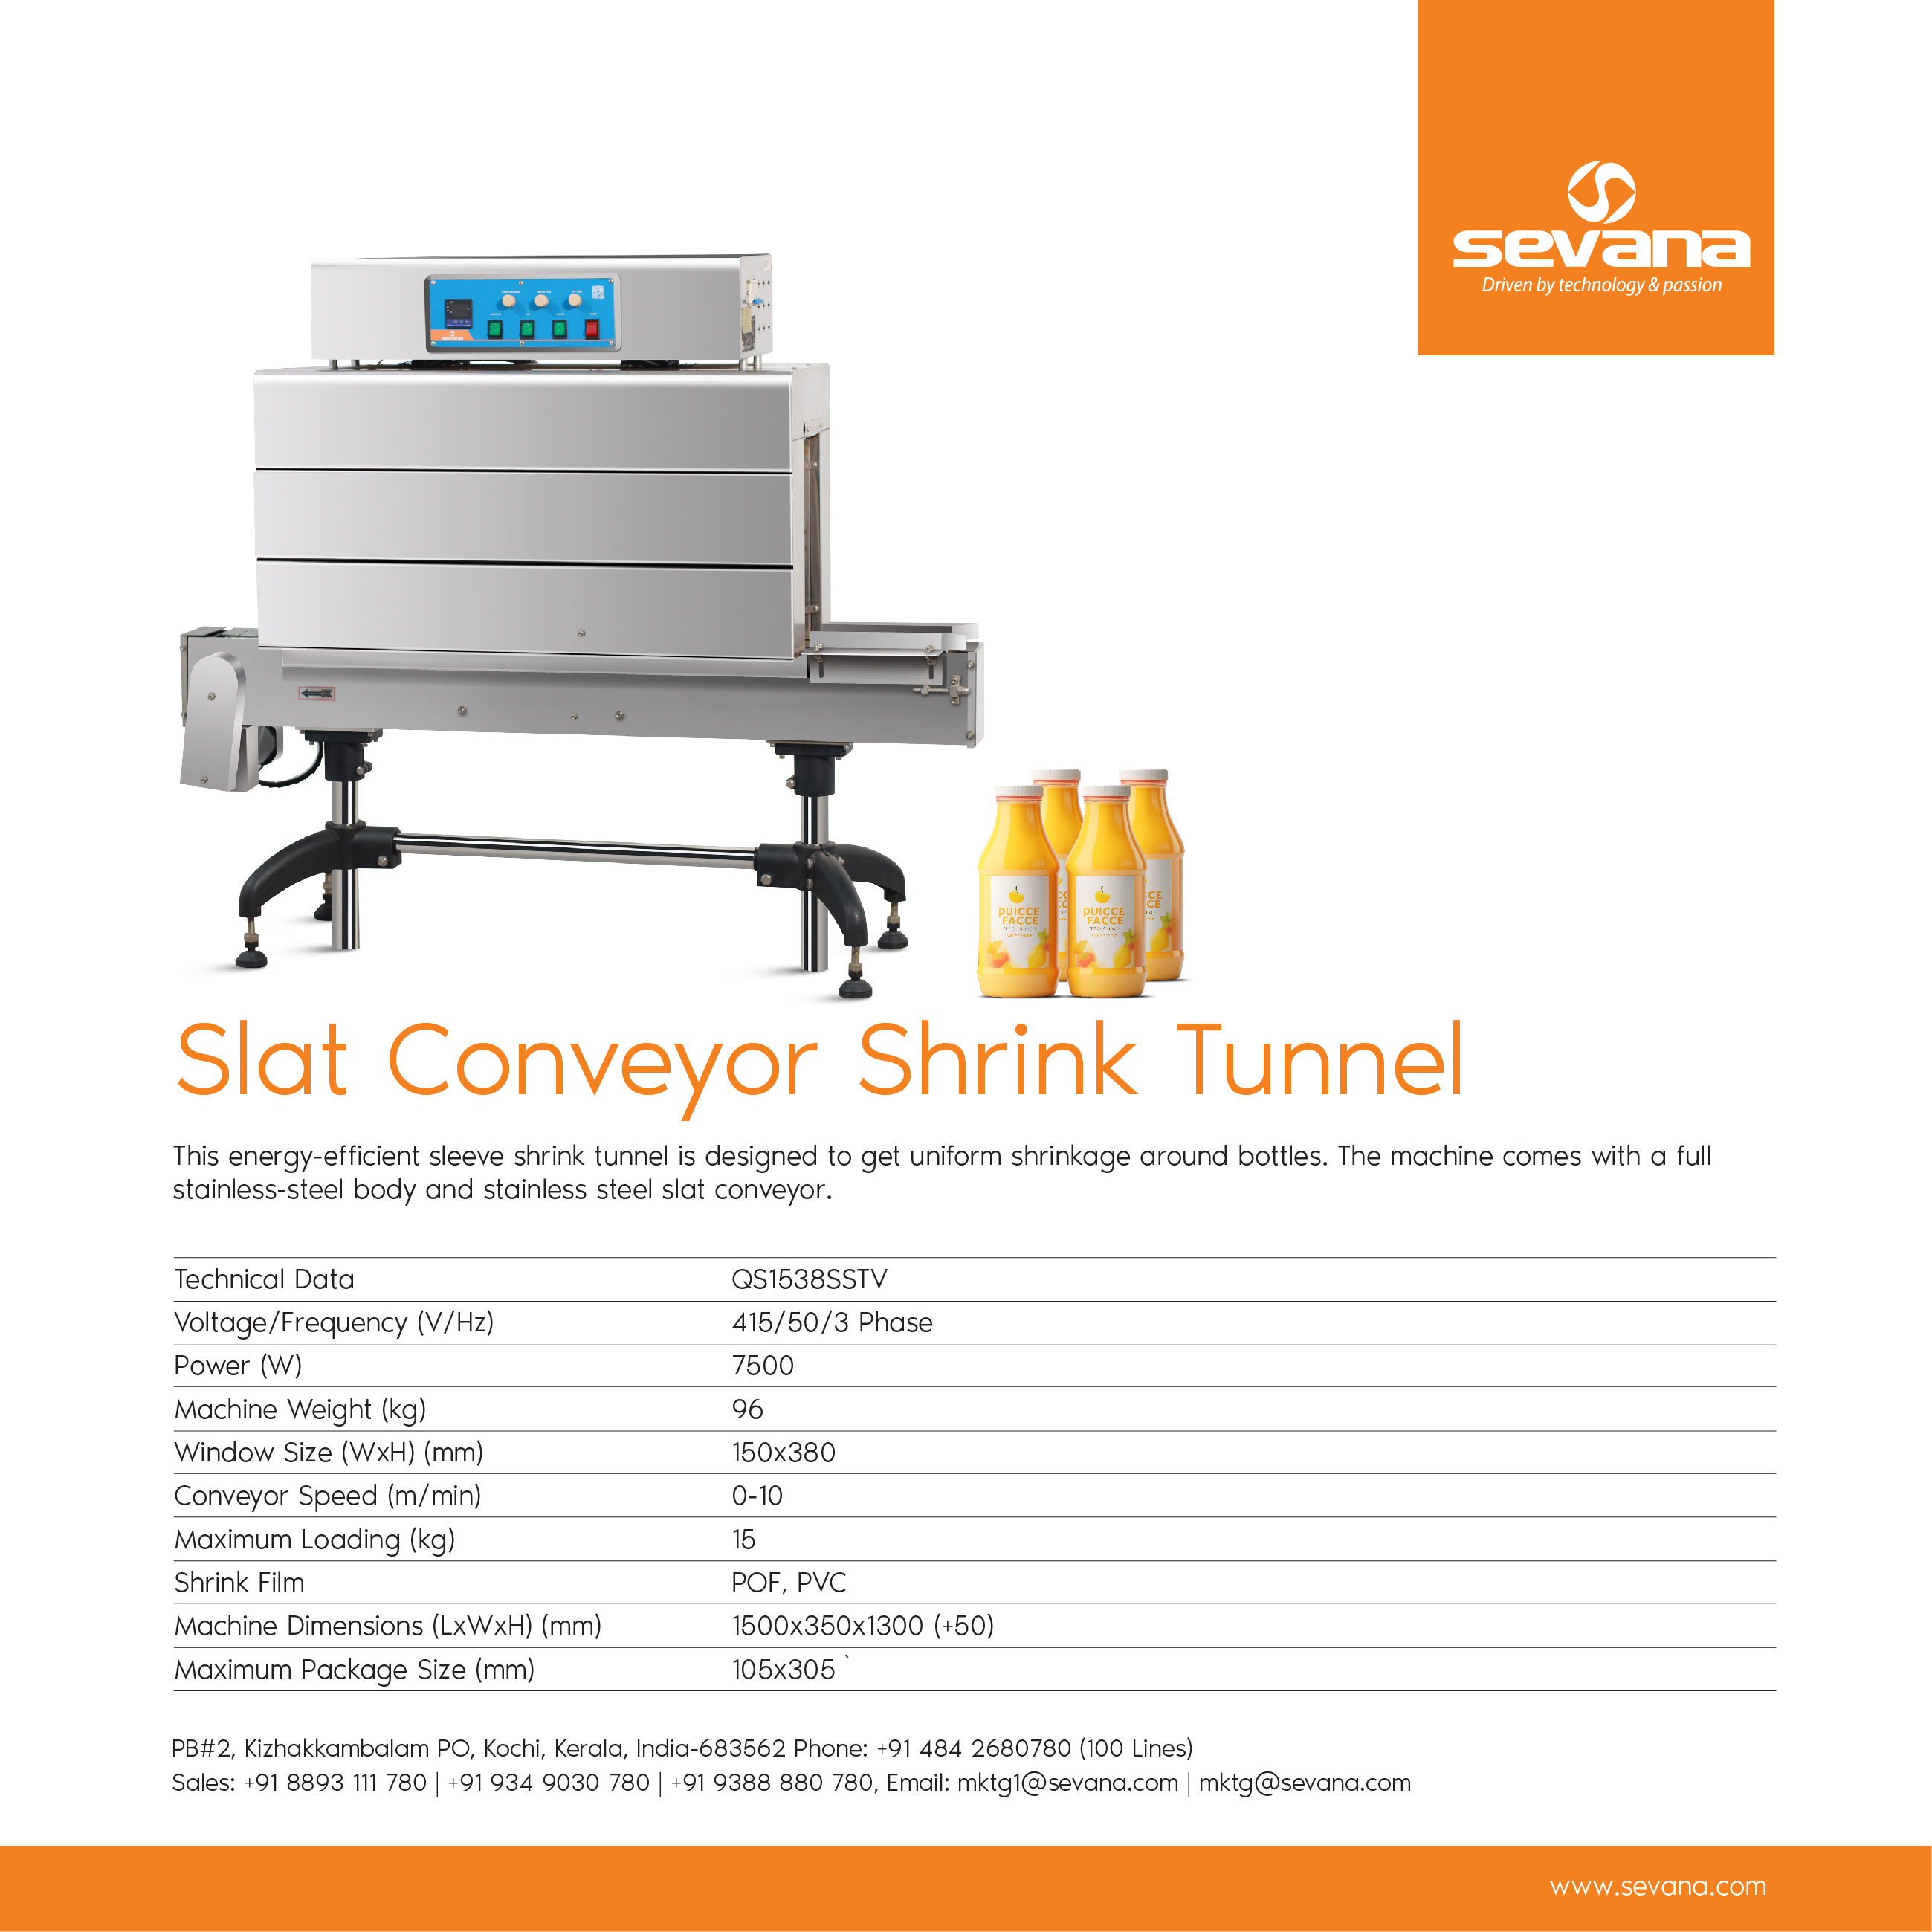 sevana
Driven by technology & passion
sevana
PUICCE
FACCE
PUICCE
FACCE
Slat Conveyor Shrink Tunnel
This energy-efficient sleeve shrink tunnel is designed to get uniform shrinkage around bottles. The machine comes with a full
stainless-steel body and stainless steel slat conveyor.
Technical Data QS1538SSTV
Voltage/Frequency (V/Hz) 415/50/3 Phase
Power (W) 7500
Machine Weight (kg) 96
Window Size (WxH) (mm) 150x380
Conveyor Speed (m/min) 0-10
Maximum Loading (kg) 15
Shrink Film POF, PVC
Machine Dimensions (LxWxH) (mm) 1500x350x1300 (+50)
Maximum Package Size (mm) 105x305 `
PB#2, Kizhakkambalam PO, Kochi, Kerala, India-683562 Phone: +91 484 2680780 (100 Lines)
Sales: +91 8893 111 780 | +91 934 9030 780 | +91 9388 880 780, Email: mktg1@sevana.com | mktg@sevana.com
www.sevana.com